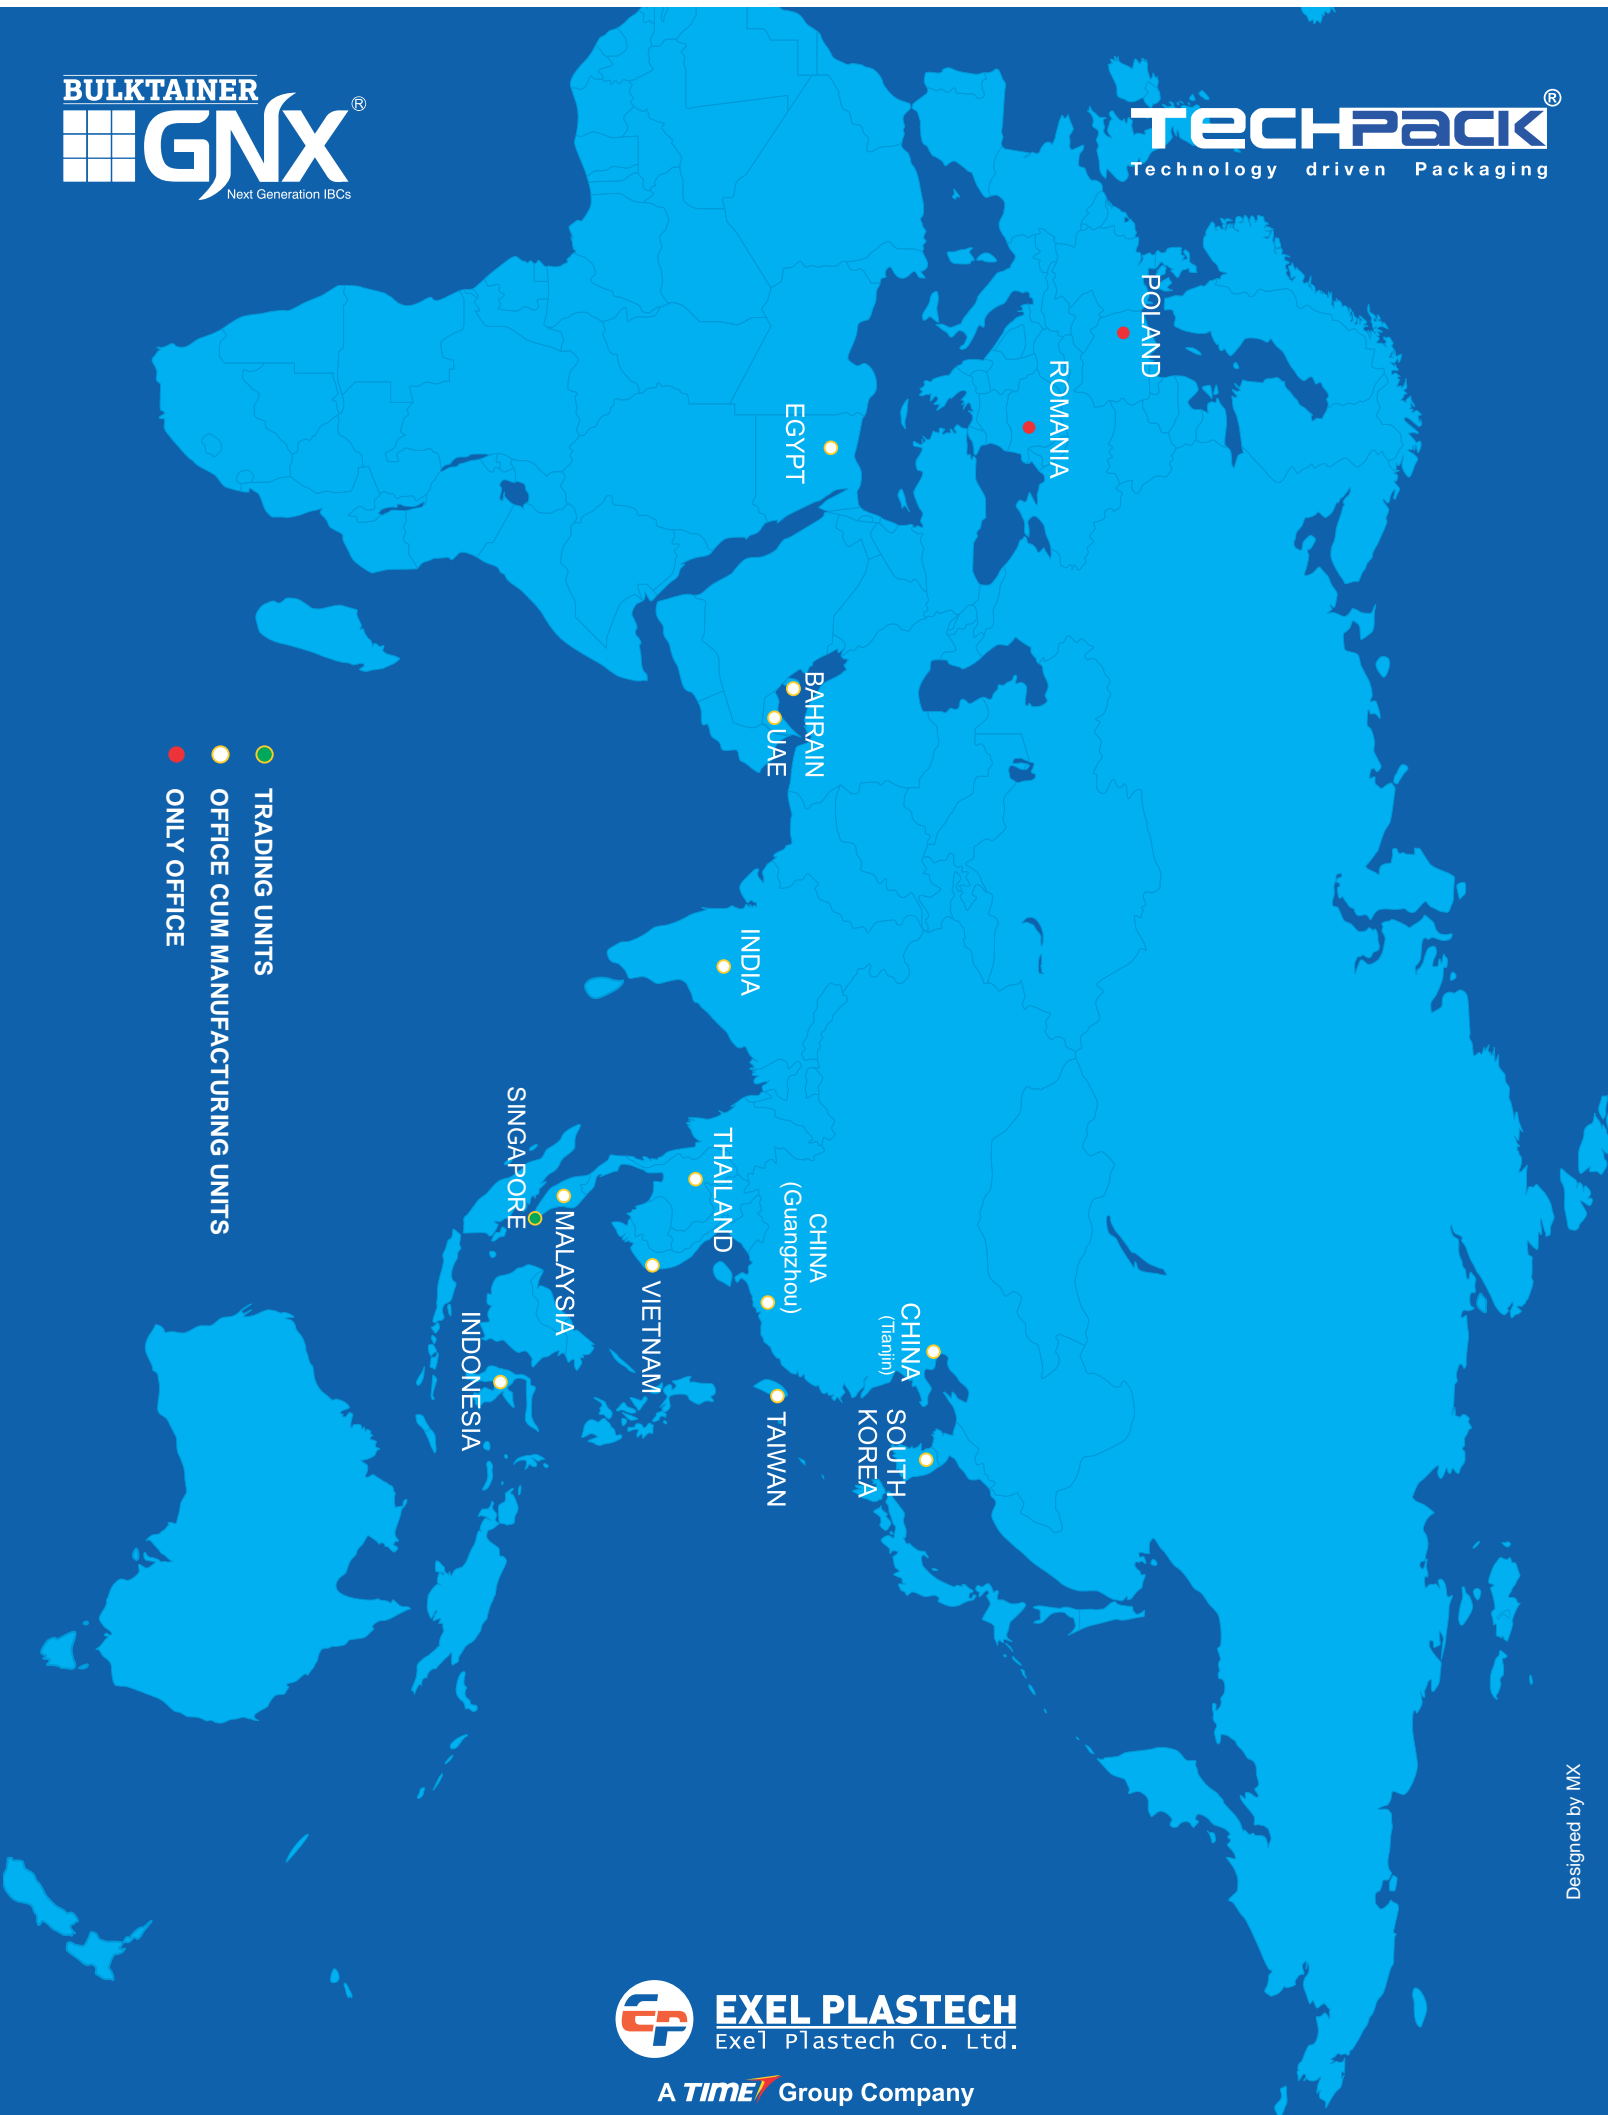 BULKTAINER
GNX®
Next Generation IBCs
TECHPACK®
Technology driven Packaging
POLAND
ROMANIA
EGYPT
BAHRAIN
UAE
INDIA
THAILAND
CHINA
(Guangzhou)
CHINA
(Tianjin)
SOUTH
KOREA
TAIWAN
VIETNAM
MALAYSIA
SINGAPORE
INDONESIA
TRADING UNITS
OFFICE CUM MANUFACTURING UNITS
ONLY OFFICE
Designed by MX
EP
EXEL PLASTECH
Exel Plastech Co. Ltd.
A TIME Group Company